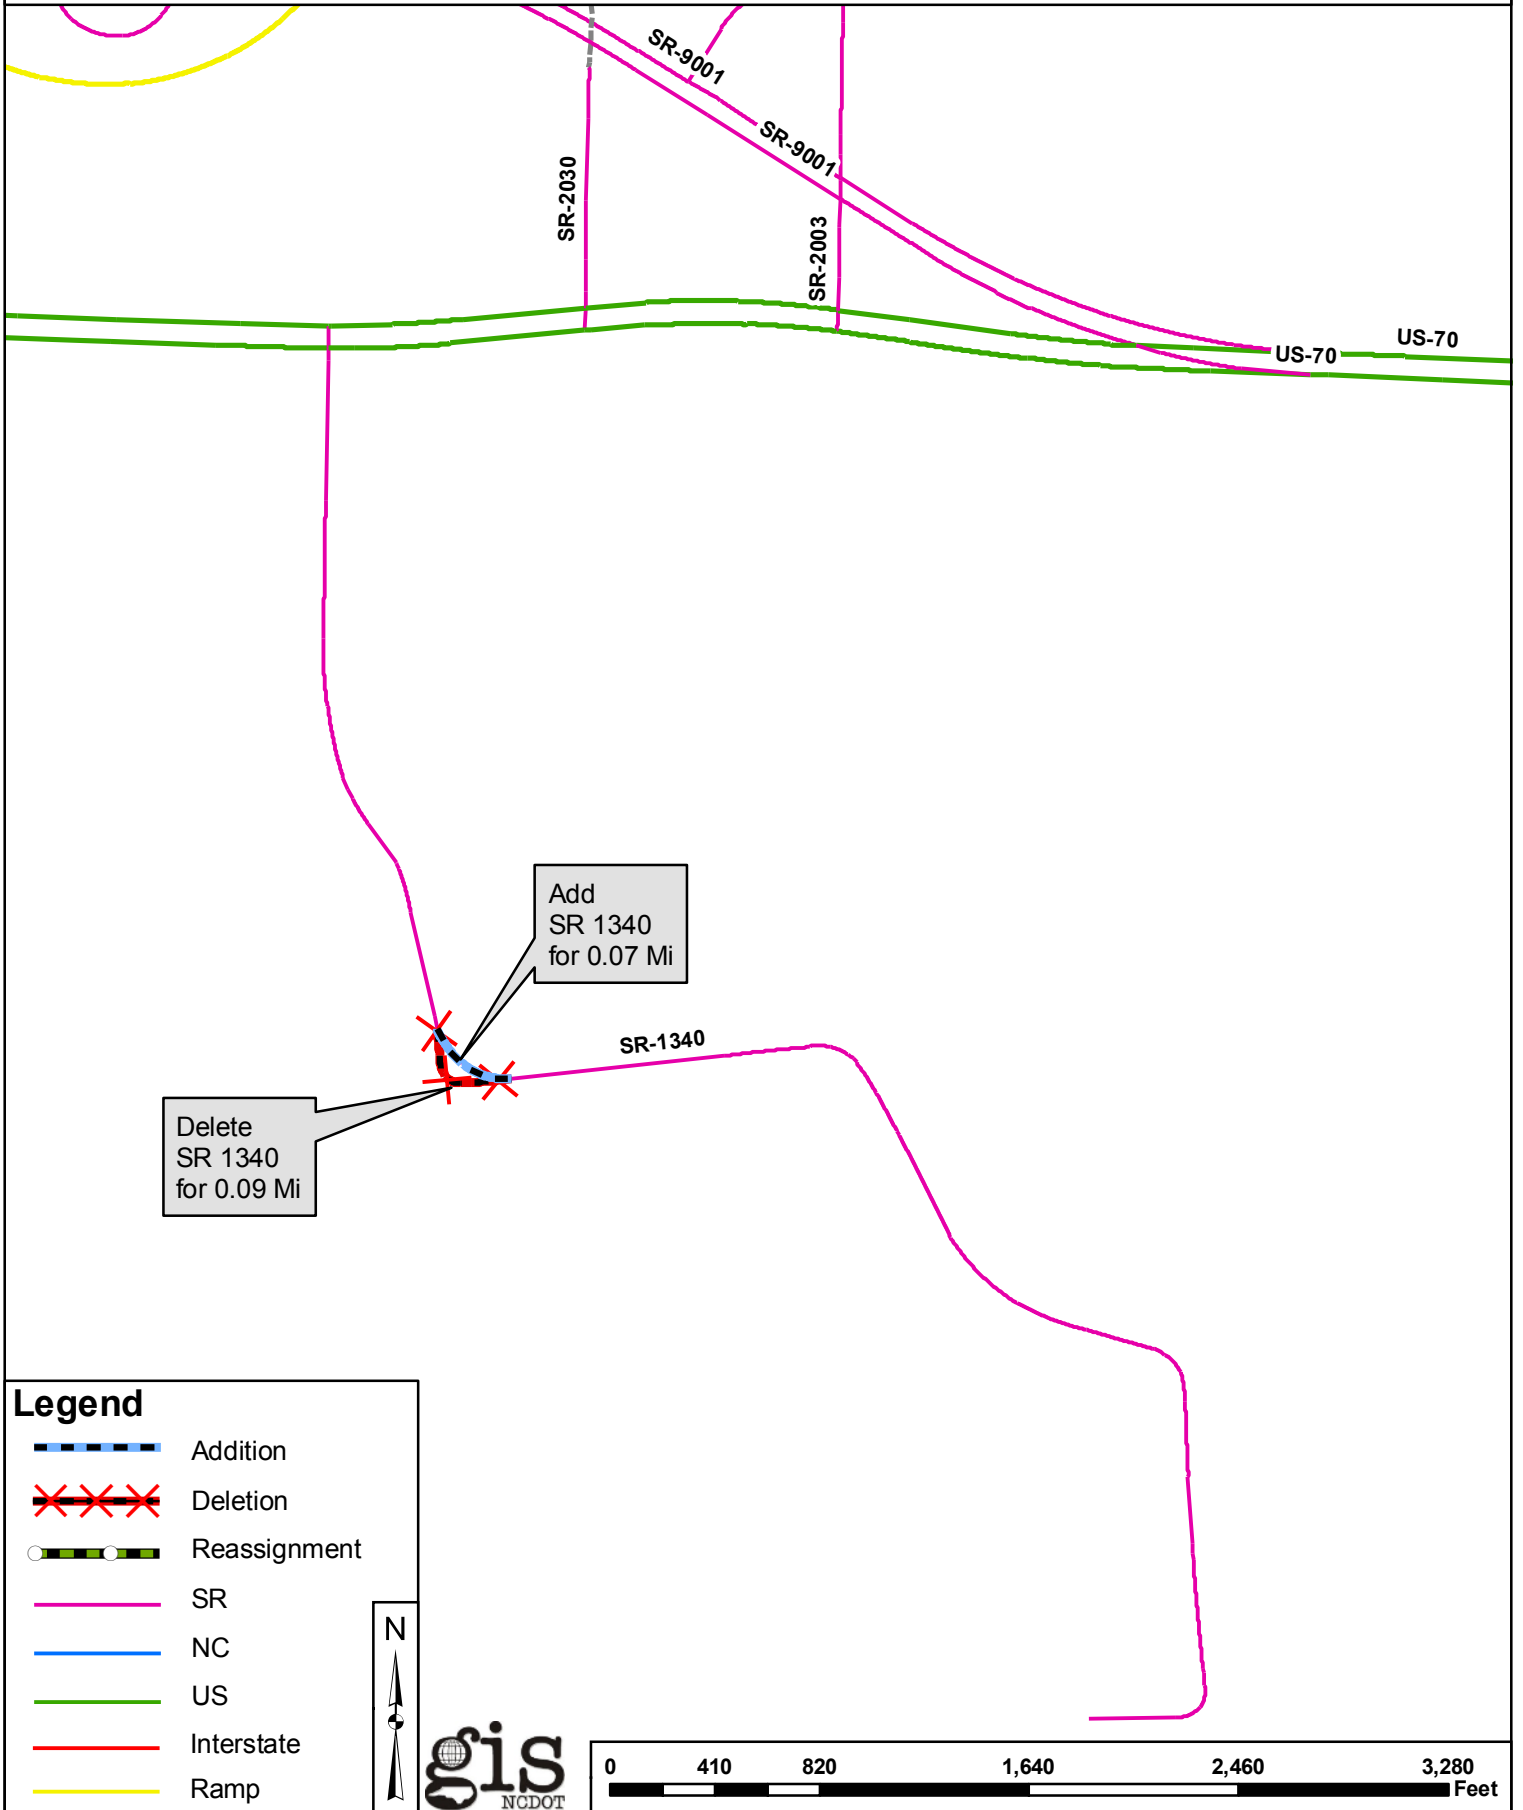 SR-9001
SR-9001
SR-2030
SR-2003
US-70
US-70
Add
SR 1340
for 0.07 Mi
SR-1340
Delete
SR 1340
for 0.09 Mi
Legend
Addition
Deletion
Reassignment
SR
NC
US
Interstate
Ramp
N
gis
NCDOT
0 410 820 1,640 2,460 3,280
Feet